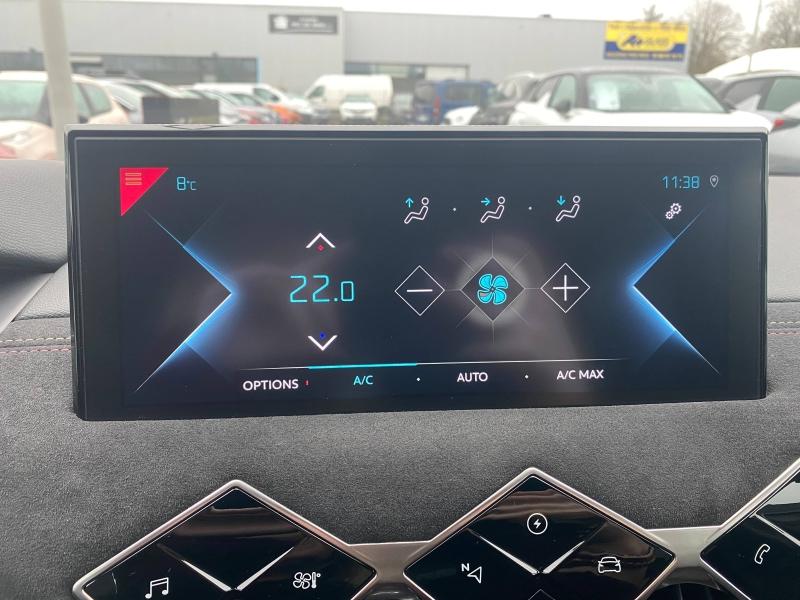 8°C
11:38
22.0
OPTIONS A/C AUTO A/C MAX
N